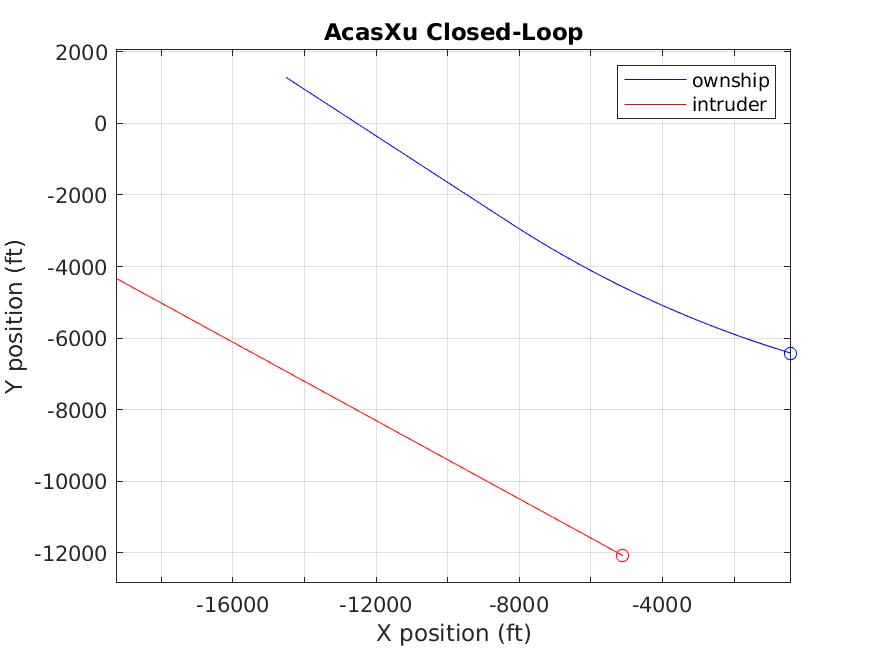 AcasXu Closed-Loop
ownship
intruder
2000
0
-2000
-4000
-6000
-8000
-10000
-12000
Y position (ft)
-16000 -12000 -8000 -4000
X position (ft)